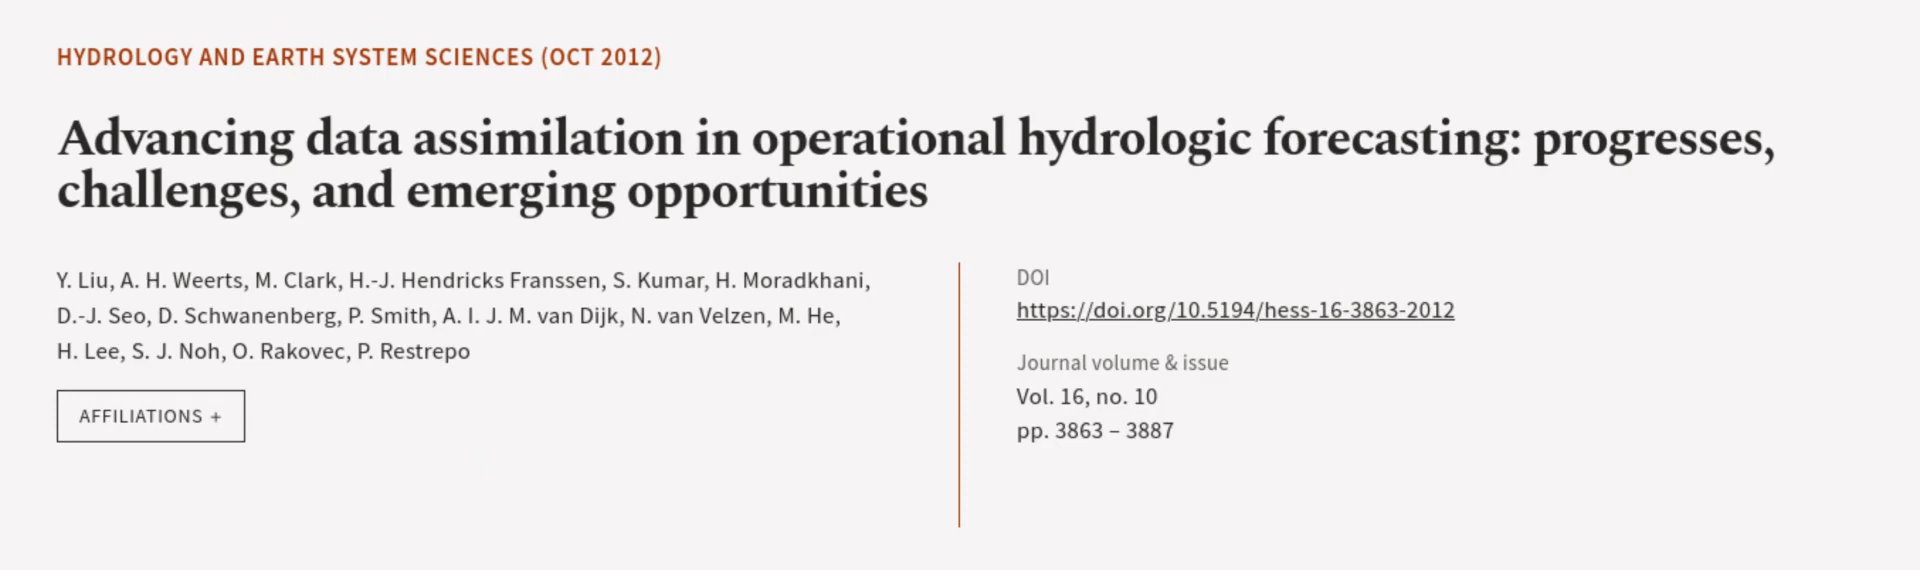 HYDROLOGY AND EARTH SYSTEM SCIENCES (OCT 2012)
Advancing data assimilation in operational hydrologic forecasting: progresses,
challenges, and emerging opportunities
Y. Liu, A. H. Weerts, M. Clark, H.-J. Hendricks Franssen, S. Kumar, H. Moradkhani,
D.-J. Seo, D. Schwanenberg, P. Smith, A. I. J. M. van Dijk, N. van Velzen, M. He,
H. Lee, S. J. Noh, O. Rakovec, P. Restrepo
AFFILIATIONS +
DOI
https://doi.org/10.5194/hess-16-3863-2012
Journal volume & issue
Vol. 16, no. 10
pp. 3863 – 3887